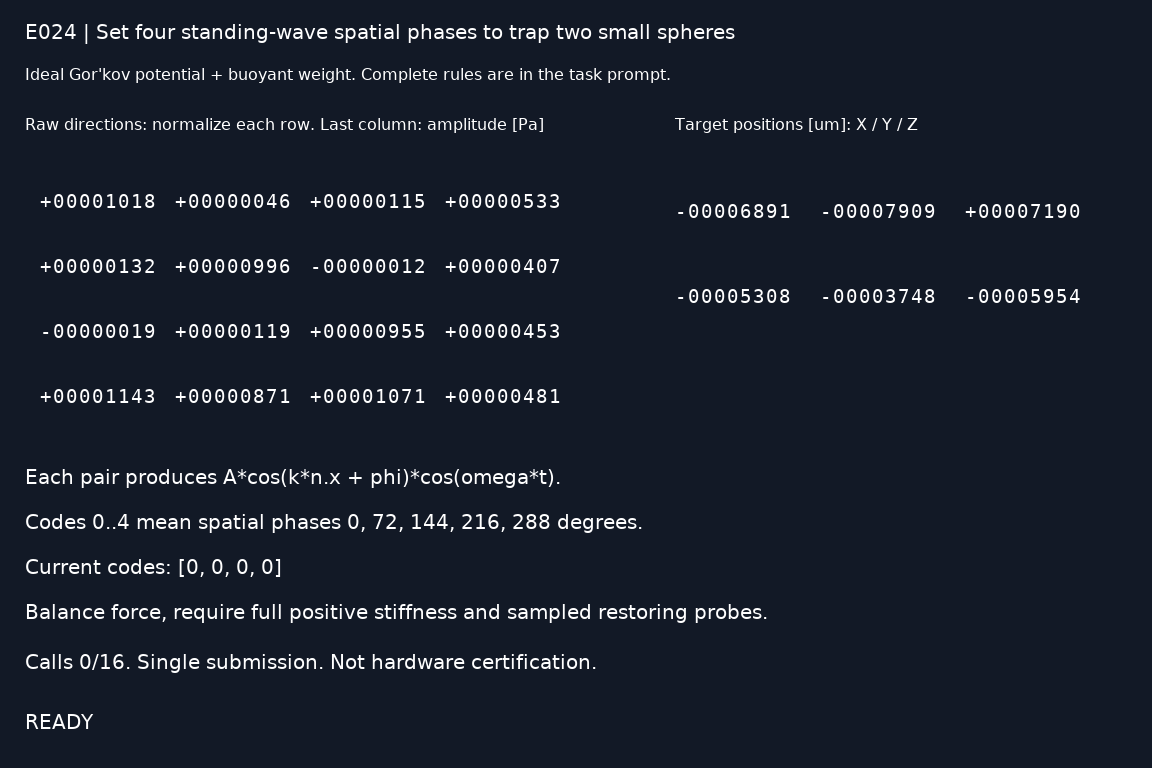 E024 | Set four standing-wave spatial phases to trap two small spheres
Ideal Gor'kov potential + buoyant weight. Complete rules are in the task prompt.
Raw directions: normalize each row. Last column: amplitude [Pa]
Target positions [um]: X / Y / Z
+00001018 +00000046 +00000115 +00000533
-00006891 -00007909 +00007190
+00000132 +00000996 -00000012 +00000407
-00005308 -00003748 -00005954
-00000019 +00000119 +00000955 +00000453
+00001143 +00000871 +00001071 +00000481
Each pair produces A*cos(k*n.x + phi)*cos(omega*t).
Codes 0..4 mean spatial phases 0, 72, 144, 216, 288 degrees.
Current codes: [0, 0, 0, 0]
Balance force, require full positive stiffness and sampled restoring probes.
Calls 0/16. Single submission. Not hardware certification.
READY